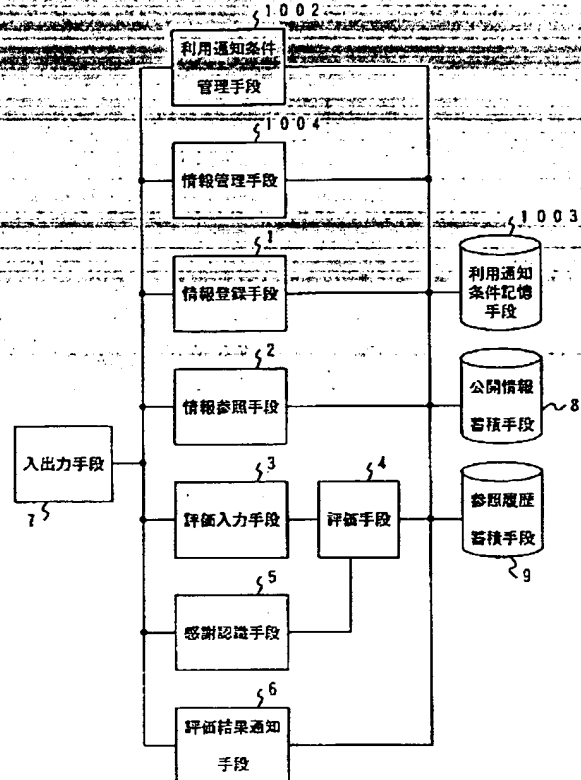 1002
利用通知条件
管理手段
1004
情報管理手段
1
情報登録手段
1003
利用通知
条件記憶
手段
2
情報参照手段
公開情報
蓄積手段
8
入出力手段
7
3
評価入力手段
4
評価手段
参照履歴
蓄積手段
9
5
感謝認識手段
6
評価結果通知
手段